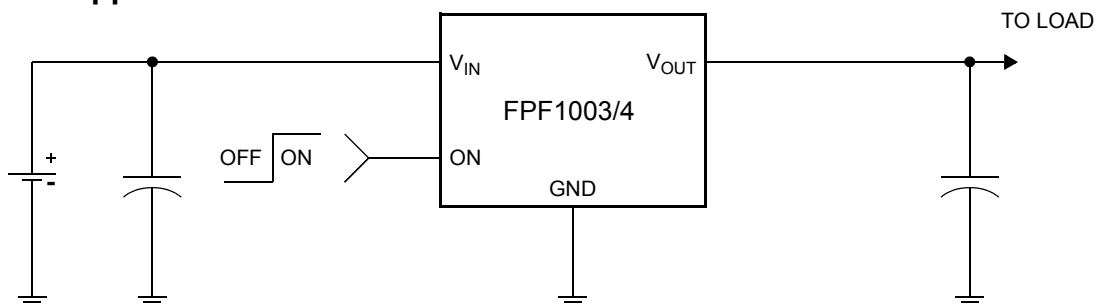 TO LOAD
V_IN
V_OUT
FPF1003/4
OFF
ON
ON
GND
+
-